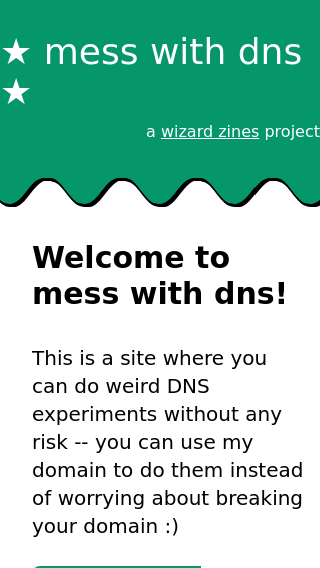 ★ mess with dns
★
a wizard zines project
Welcome to
mess with dns!
This is a site where you
can do weird DNS
experiments without any
risk -- you can use my
domain to do them instead
of worrying about breaking
your domain :)